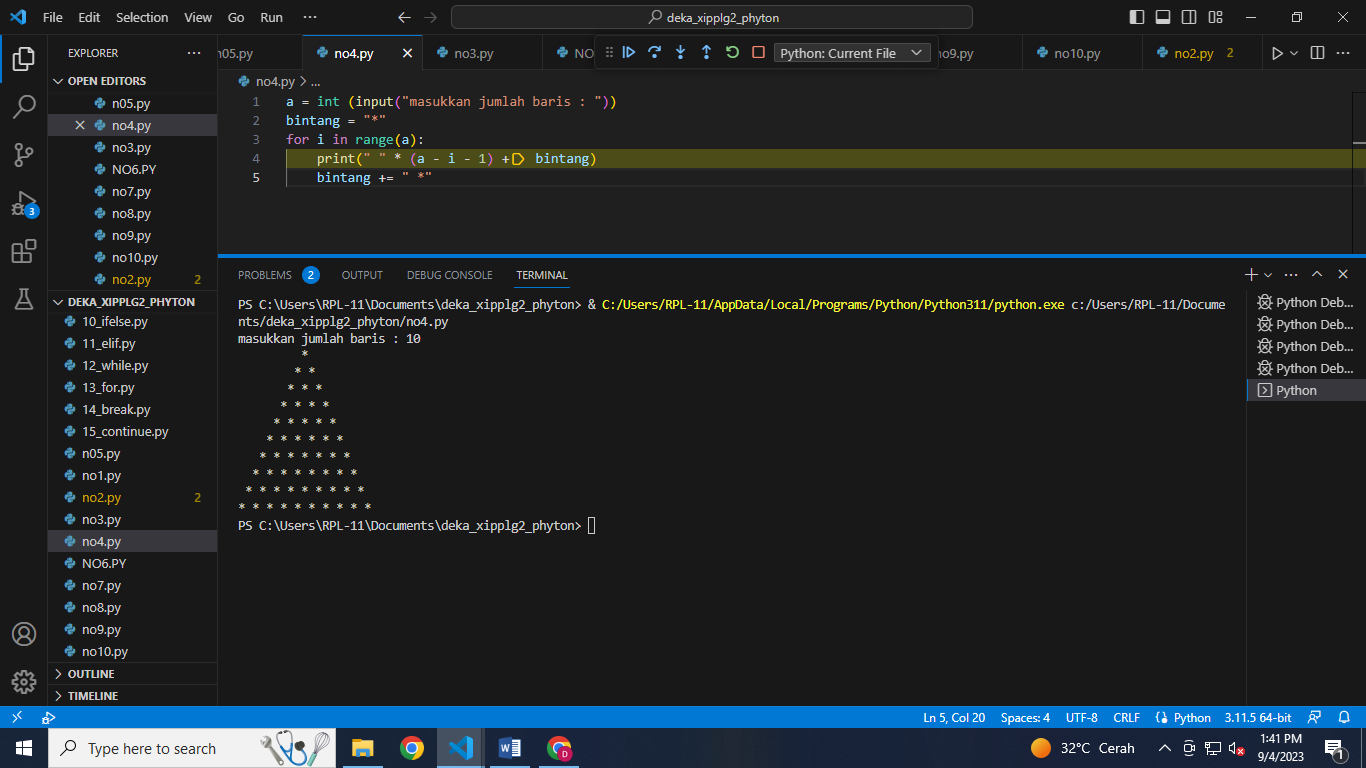 File Edit Selection View Go Run ···
deka_xipplg2_phyton
EXPLORER ···
OPEN EDITORS
n05.py
no4.py
no3.py
NO6.PY
no7.py
no8.py
no9.py
no10.py
no2.py 2
DEKA_XIPPLG2_PHYTON
10_ifelse.py
11_elif.py
12_while.py
13_for.py
14_break.py
15_continue.py
n05.py
no1.py
no2.py 2
no3.py
no4.py
NO6.PY
no7.py
no8.py
no9.py
no10.py
OUTLINE
TIMELINE
3
n05.py no4.py no3.py NO Python: Current File o9.py no10.py no2.py 2 ···
no4.py > ...
1 a = int (input("masukkan jumlah baris : "))
2 bintang = "*"
3 for i in range(a):
4     print(" " * (a - i - 1) + bintang)
5     bintang += " *"
PROBLEMS 2 OUTPUT DEBUG CONSOLE TERMINAL ···
PS C:\Users\RPL-11\Documents\deka_xipplg2_phyton> & C:/Users/RPL-11/AppData/Local/Programs/Python/Python311/python.exe c:/Users/RPL-11/Docume
nts/deka_xipplg2_phyton/no4.py
masukkan jumlah baris : 10
         *
        * *
       * * *
      * * * *
     * * * * *
    * * * * * *
   * * * * * * *
  * * * * * * * *
 * * * * * * * * *
* * * * * * * * * *
PS C:\Users\RPL-11\Documents\deka_xipplg2_phyton>
Python Deb...
Python Deb...
Python Deb...
Python Deb...
Python
Ln 5, Col 20 Spaces: 4 UTF-8 CRLF Python 3.11.5 64-bit
Type here to search
D
32°C Cerah
1:41 PM
9/4/2023
1